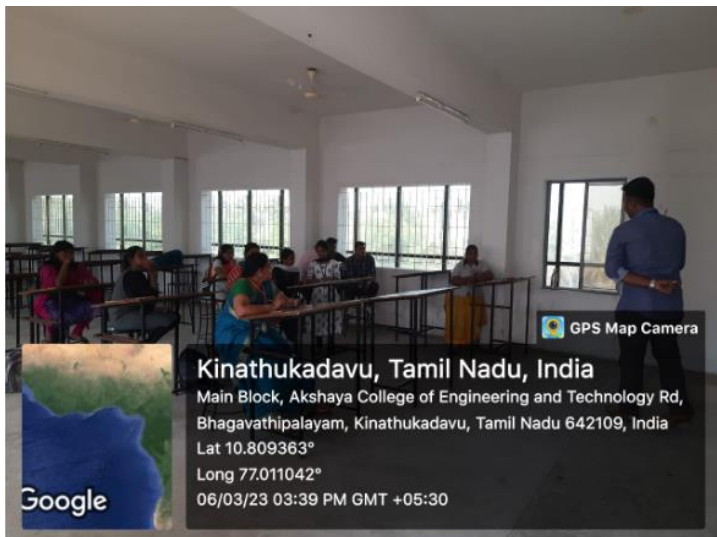 GPS Map Camera
Kinathukadavu, Tamil Nadu, India
Main Block, Akshaya College of Engineering and Technology Rd,
Bhagavathipalayam, Kinathukadavu, Tamil Nadu 642109, India
Lat 10.809363°
Long 77.011042°
06/03/23 03:39 PM GMT +05:30
Google